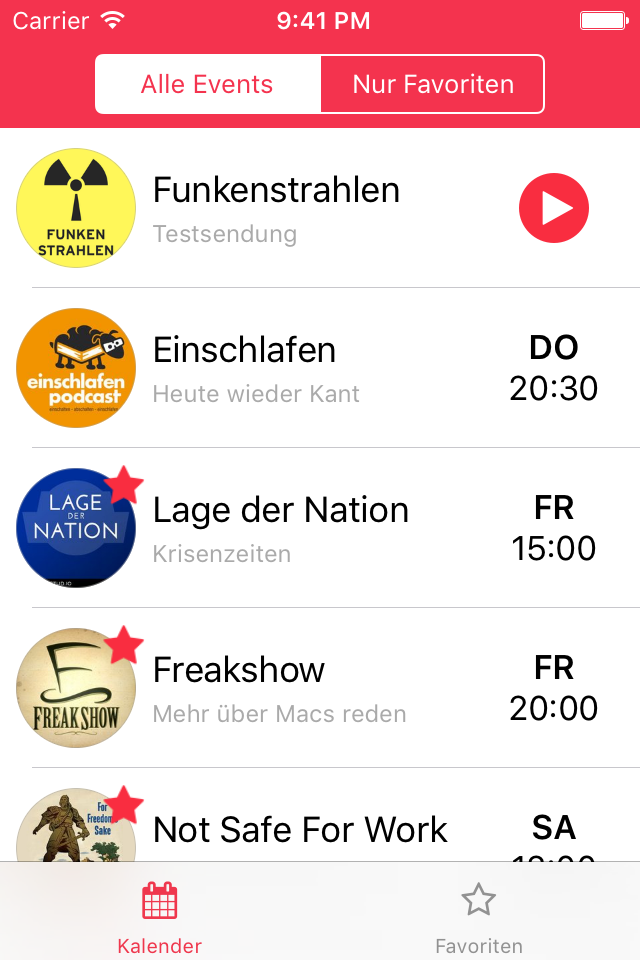 Carrier 9:41 PM
Alle Events Nur Favoriten
FUNKEN
STRAHLEN
Funkenstrahlen
Testsendung
einschlafen
podcast
Einschlafen
Heute wieder Kant
DO
20:30
LAGE
DER
NATION
Lage der Nation
Krisenzeiten
FR
15:00
FREAKSHOW
Freakshow
Mehr über Macs reden
FR
20:00
For
Freedom
Sake
Not Safe For Work
SA
Kalender Favoriten